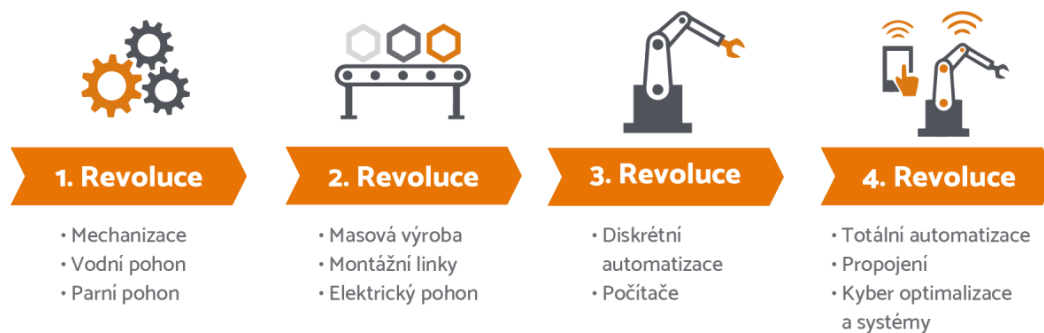 1. Revoluce
• Mechanizace
• Vodní pohon
• Parní pohon
2. Revoluce
• Masová výroba
• Montážní linky
• Elektrický pohon
3. Revoluce
• Diskrétní
automatizace
• Počítače
4. Revoluce
• Totální automatizace
• Propojení
• Kyber optimalizace
a systémy